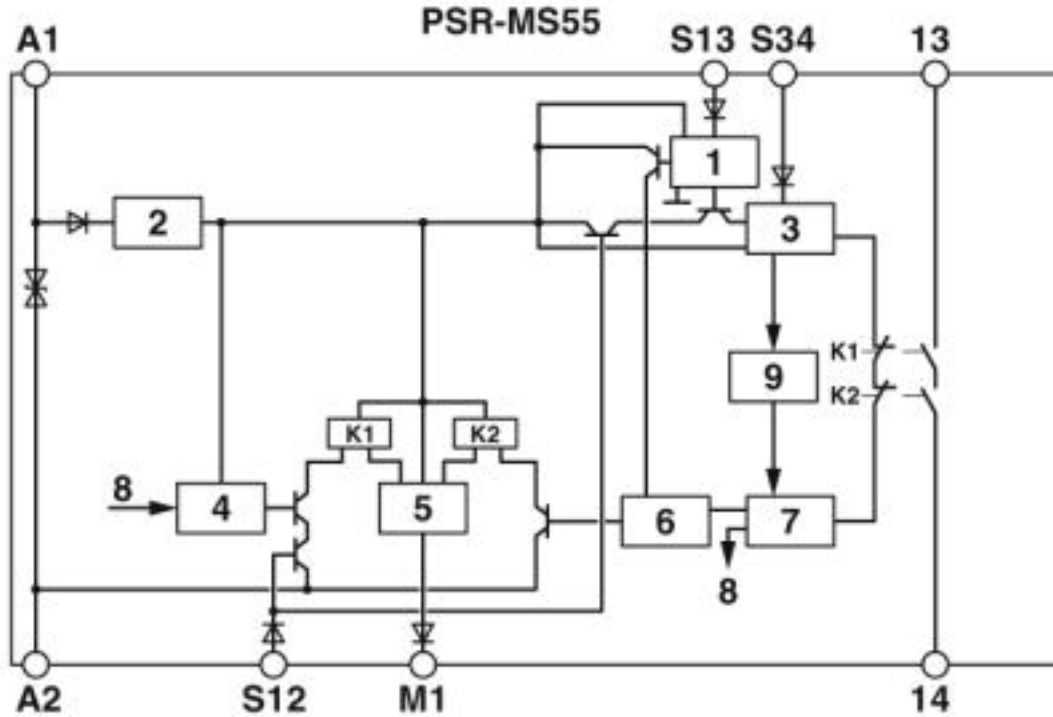 PSR-MS55
A1 S13 S34 13
1
2 3
K1
9
K2
K1 K2
8
4 5 6 7
8
A2 S12 M1 14